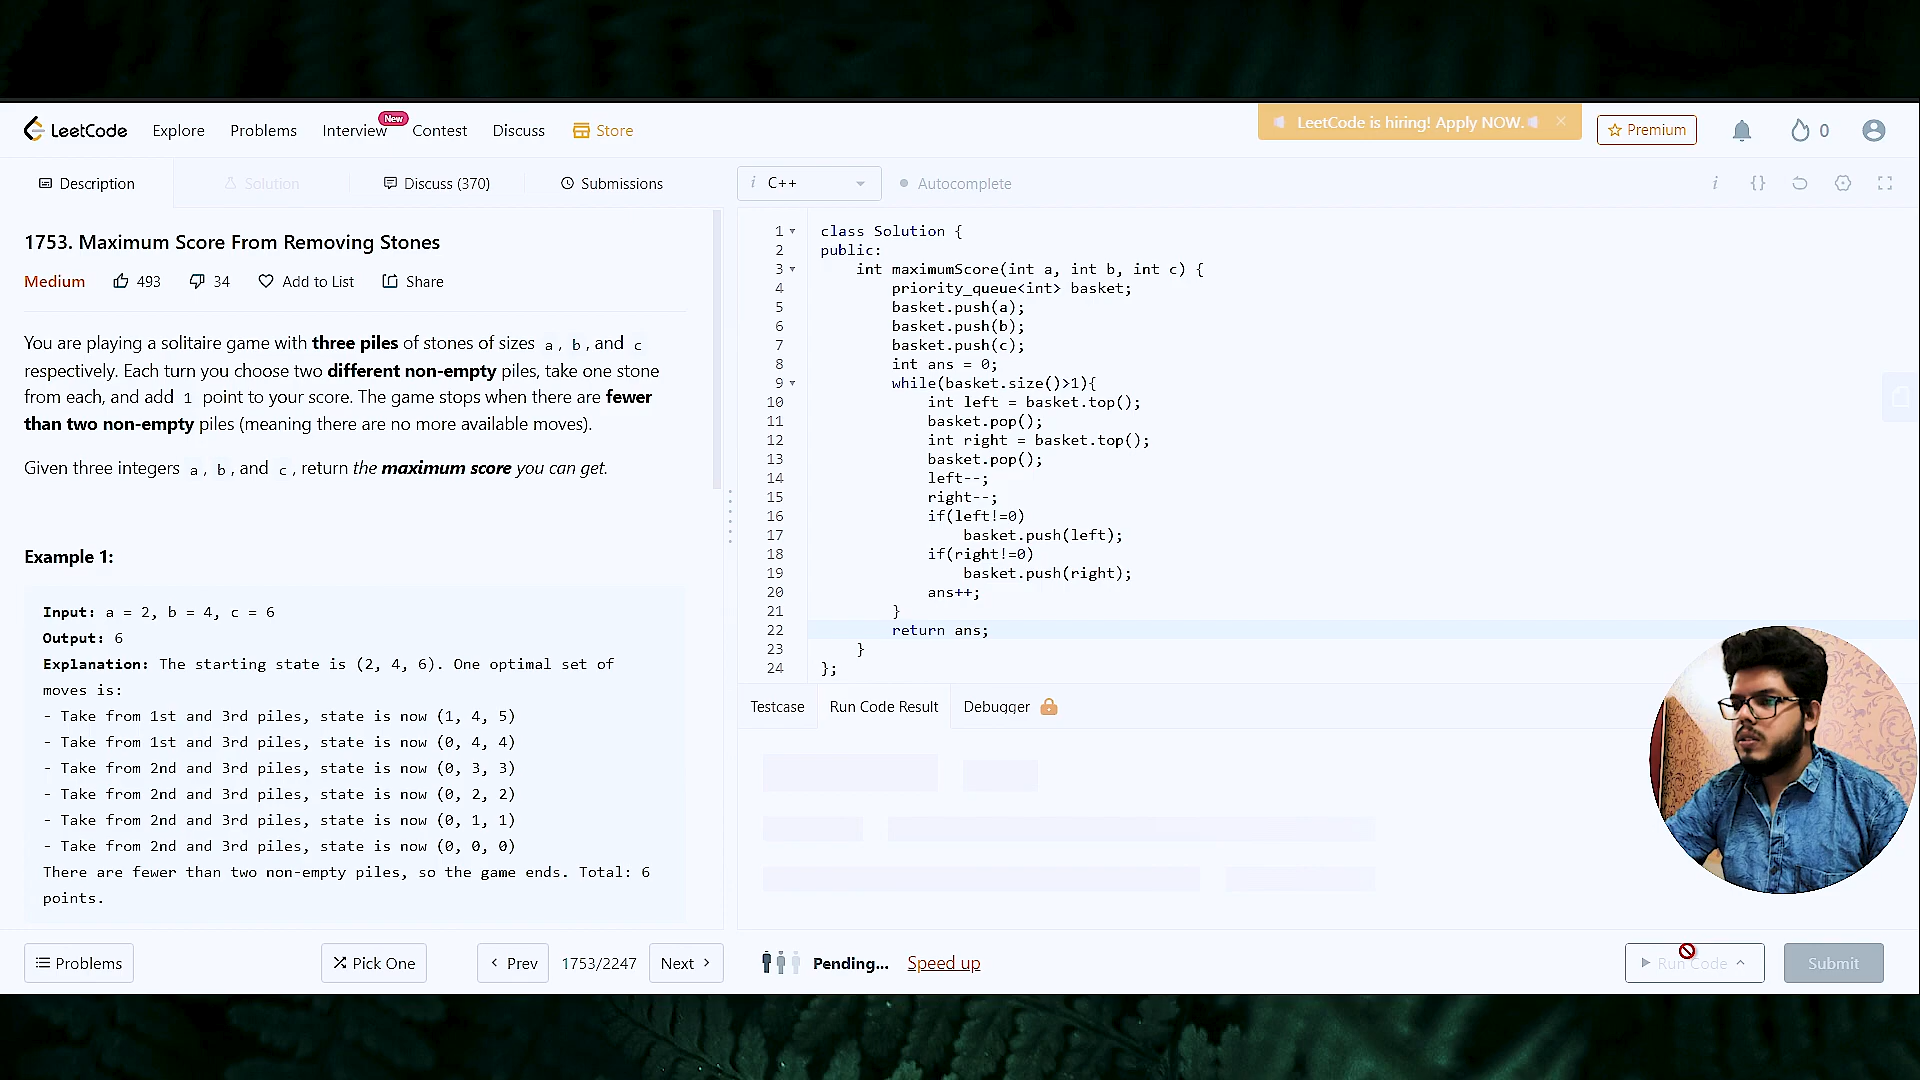 LeetCode Explore Problems Interview New Contest Discuss Store LeetCode is hiring! Apply NOW. × Premium 0
Description Solution Discuss (370) Submissions
i C++ Autocomplete i {}
1753. Maximum Score From Removing Stones
Medium 493 34 Add to List Share
You are playing a solitaire game with three piles of stones of sizes a, b, and c
respectively. Each turn you choose two different non-empty piles, take one stone
from each, and add 1 point to your score. The game stops when there are fewer
than two non-empty piles (meaning there are no more available moves).
Given three integers a, b, and c, return the maximum score you can get.
Example 1:
Input: a = 2, b = 4, c = 6
Output: 6
Explanation: The starting state is (2, 4, 6). One optimal set of
moves is:
- Take from 1st and 3rd piles, state is now (1, 4, 5)
- Take from 1st and 3rd piles, state is now (0, 4, 4)
- Take from 2nd and 3rd piles, state is now (0, 3, 3)
- Take from 2nd and 3rd piles, state is now (0, 2, 2)
- Take from 2nd and 3rd piles, state is now (0, 1, 1)
- Take from 2nd and 3rd piles, state is now (0, 0, 0)
There are fewer than two non-empty piles, so the game ends. Total: 6
points.
1 class Solution {
2 public:
3 int maximumScore(int a, int b, int c) {
4 priority_queue<int> basket;
5 basket.push(a);
6 basket.push(b);
7 basket.push(c);
8 int ans = 0;
9 while(basket.size()>1){
10 int left = basket.top();
11 basket.pop();
12 int right = basket.top();
13 basket.pop();
14 left--;
15 right--;
16 if(left!=0)
17 basket.push(left);
18 if(right!=0)
19 basket.push(right);
20 ans++;
21 }
22 return ans;
23 }
24 };
Testcase Run Code Result Debugger
Problems Pick One < Prev 1753/2247 Next > Pending... Speed up Run Code Submit